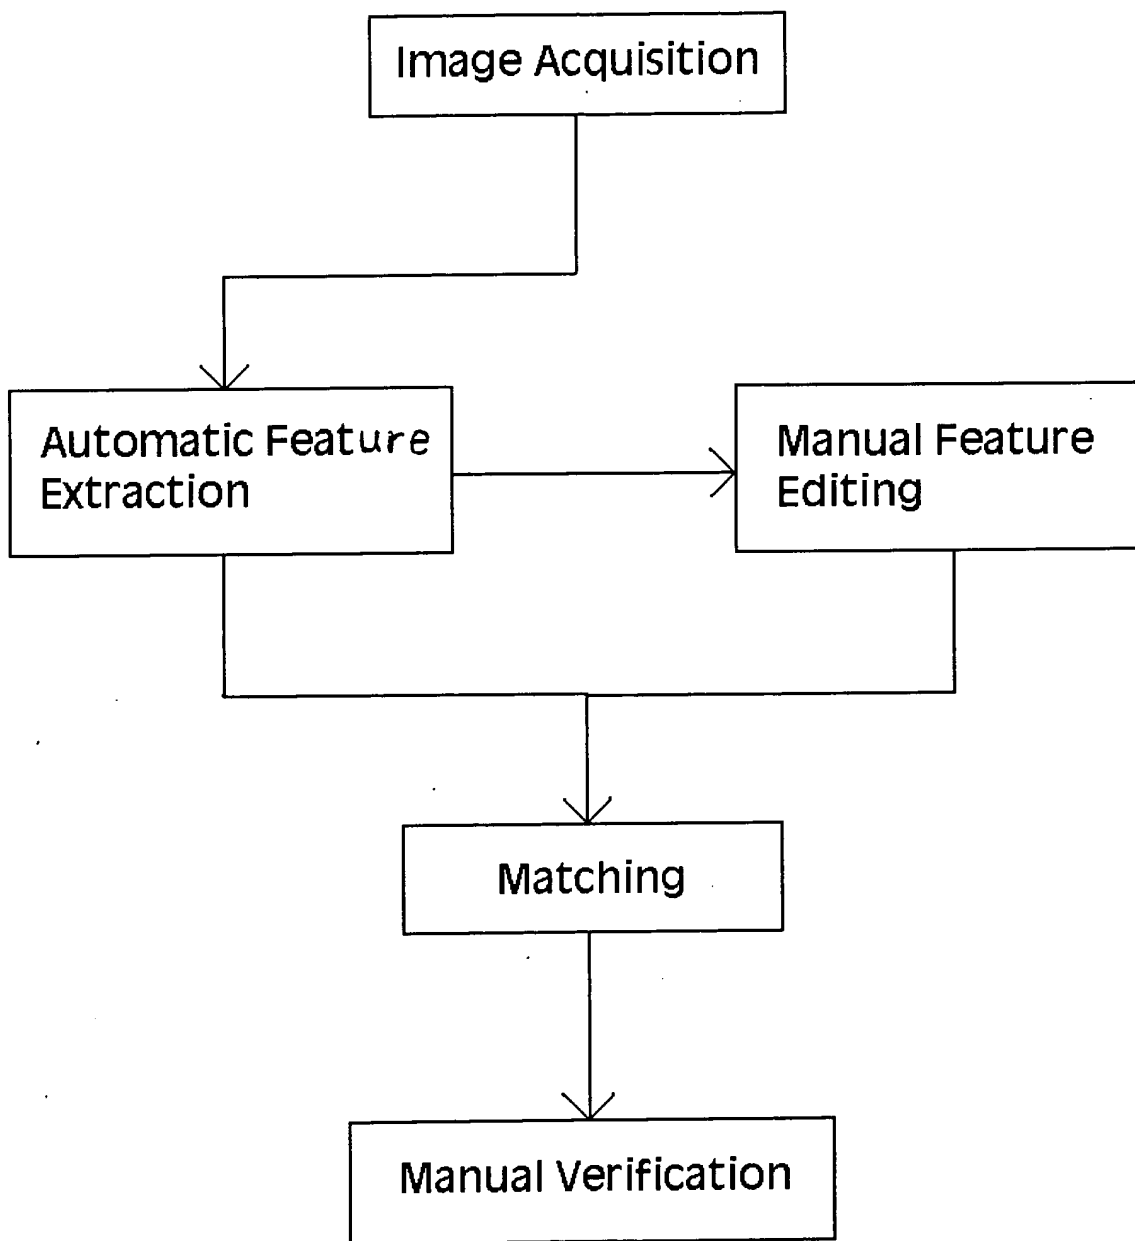 Image Acquisition
Automatic Feature
Extraction
Manual Feature
Editing
Matching
Manual Verification